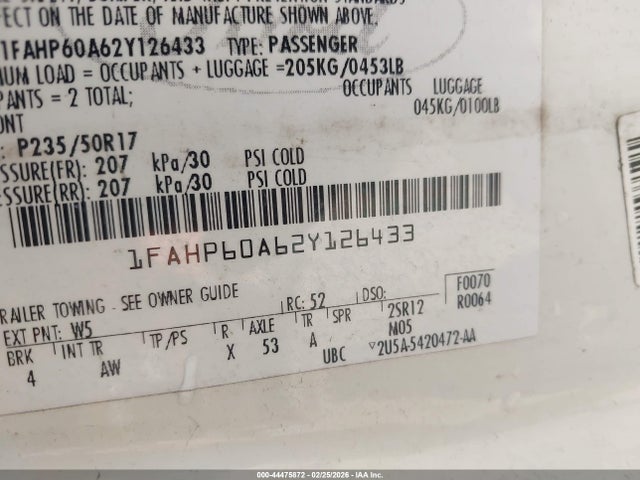 PECT ON THE DATE OF MANUFACTURE SHOWN ABOVE.
1FAHP60A62Y126433 TYPE: PASSENGER
MUM LOAD = OCCUPANTS + LUGGAGE = 205KG/0453LB
PANTS = 2 TOTAL; OCCUPANTS LUGGAGE
045KG/0100LB
ONT
P235/50R17
SSURE(FR): 207 kPa/30 PSI COLD
SSURE(RR): 207 kPa/30 PSI COLD
1FAHP60A62Y126433
RAILER TOWING - SEE OWNER GUIDE
F0070
R0064
EXT PNT: W5 RC: 52 DSO:
BRK INT TR TP/PS R AXLE TR SPR 2SR12
4 AW X 53 A M05
UBC ▽2U5A-5420472-AA
000-44475872 - 02/25/2026 - IAA Inc.